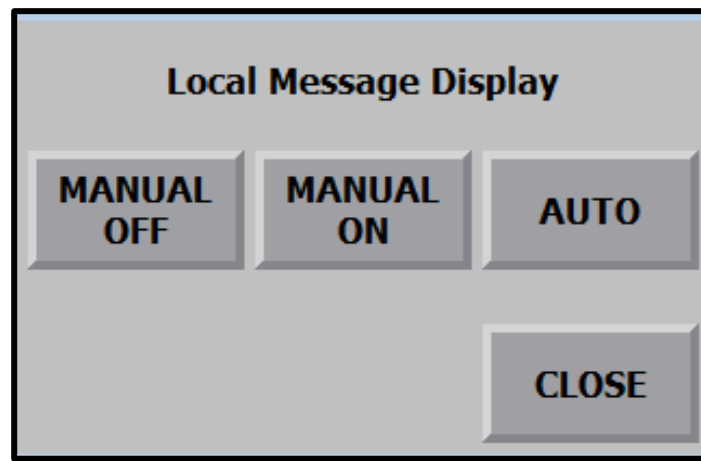 Local Message Display
MANUAL
OFF
MANUAL
ON
AUTO
CLOSE